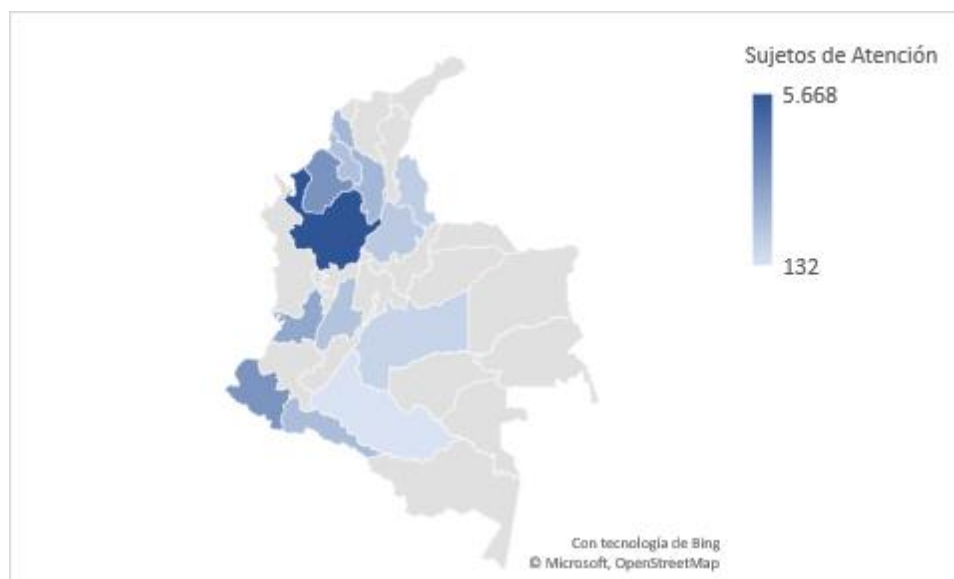 Sujetos de Atención
5.668
132
Con tecnología de Bing
© Microsoft, OpenStreetMap